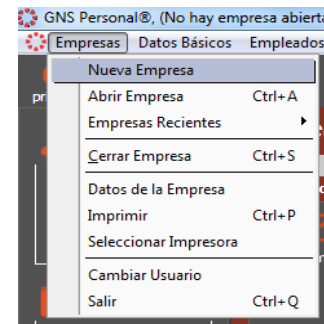 GNS Personal®, (No hay empresa abierta
Empresas Datos Básicos Empleados
Nueva Empresa
Abrir Empresa Ctrl+A
Empresas Recientes
Cerrar Empresa Ctrl+S
Datos de la Empresa
Imprimir Ctrl+P
Seleccionar Impresora
Cambiar Usuario
Salir Ctrl+Q